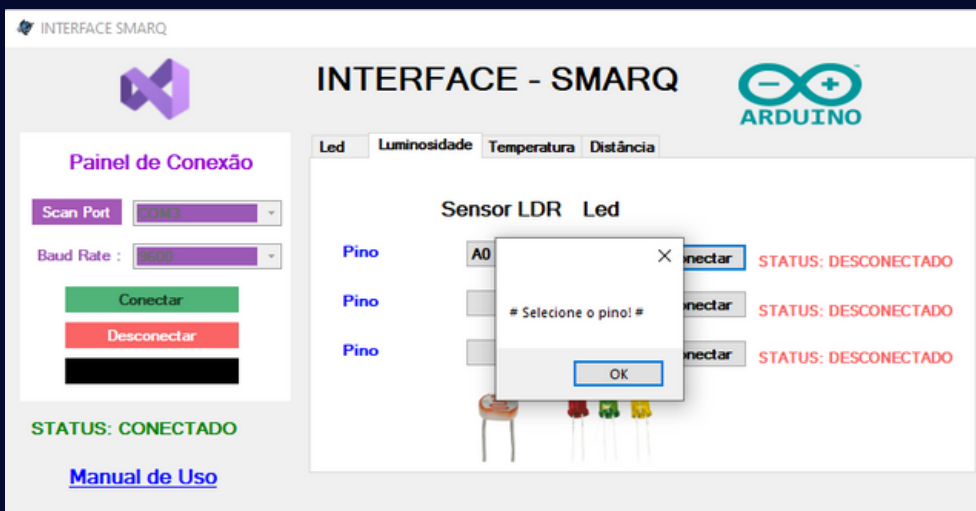 INTERFACE SMARQ
INTERFACE - SMARQ
ARDUINO
Painel de Conexão
Scan Port COM3
Baud Rate : 9600
Conectar
Desconectar
STATUS: CONECTADO
Manual de Uso
Led Luminosidade Temperatura Distância
Sensor LDR Led
Pino A0 nectar STATUS: DESCONECTADO
Pino nectar STATUS: DESCONECTADO
Pino nectar STATUS: DESCONECTADO
# Selecione o pino! #
OK